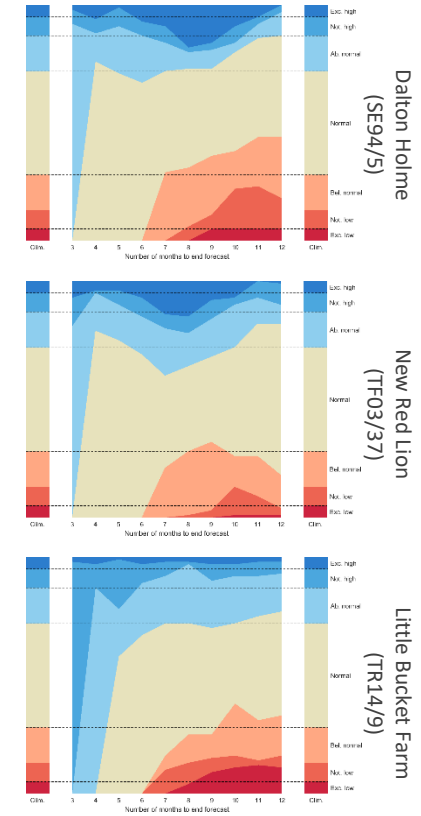 Exc. high
Not. high
Ab. normal
Normal
Bel. normal
Not. low
Exc. low
Clim. 3 4 5 6 7 8 9 10 11 12 Clim.
Number of months to end forecast
Dalton Holme
(SE94/5)
Exc. high
Not. high
Ab. normal
Normal
Bel. normal
Not. low
Exc. low
Clim. 3 4 5 6 7 8 9 10 11 12 Clim.
Number of months to end forecast
New Red Lion
(TF03/37)
Exc. high
Not. high
Ab. normal
Normal
Bel. normal
Not. low
Exc. low
Clim. 3 4 5 6 7 8 9 10 11 12 Clim.
Number of months to end forecast
Little Bucket Farm
(TR14/9)